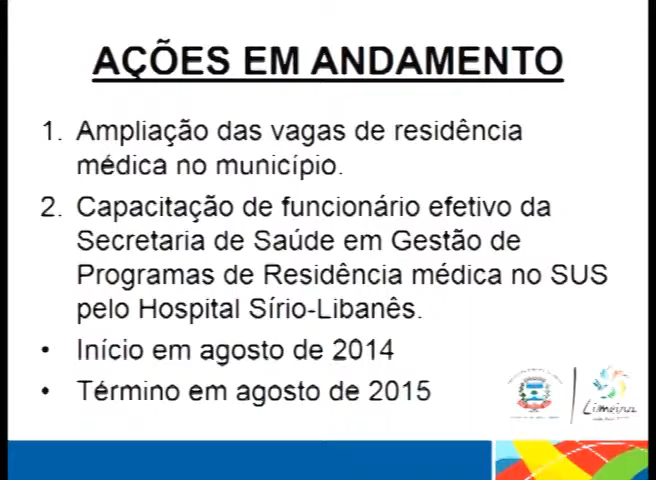 AÇÕES EM ANDAMENTO
1. Ampliação das vagas de residência
médica no município.
2. Capacitação de funcionário efetivo da
Secretaria de Saúde em Gestão de
Programas de Residência médica no SUS
pelo Hospital Sírio-Libanês.
• Início em agosto de 2014
• Término em agosto de 2015
Limeira